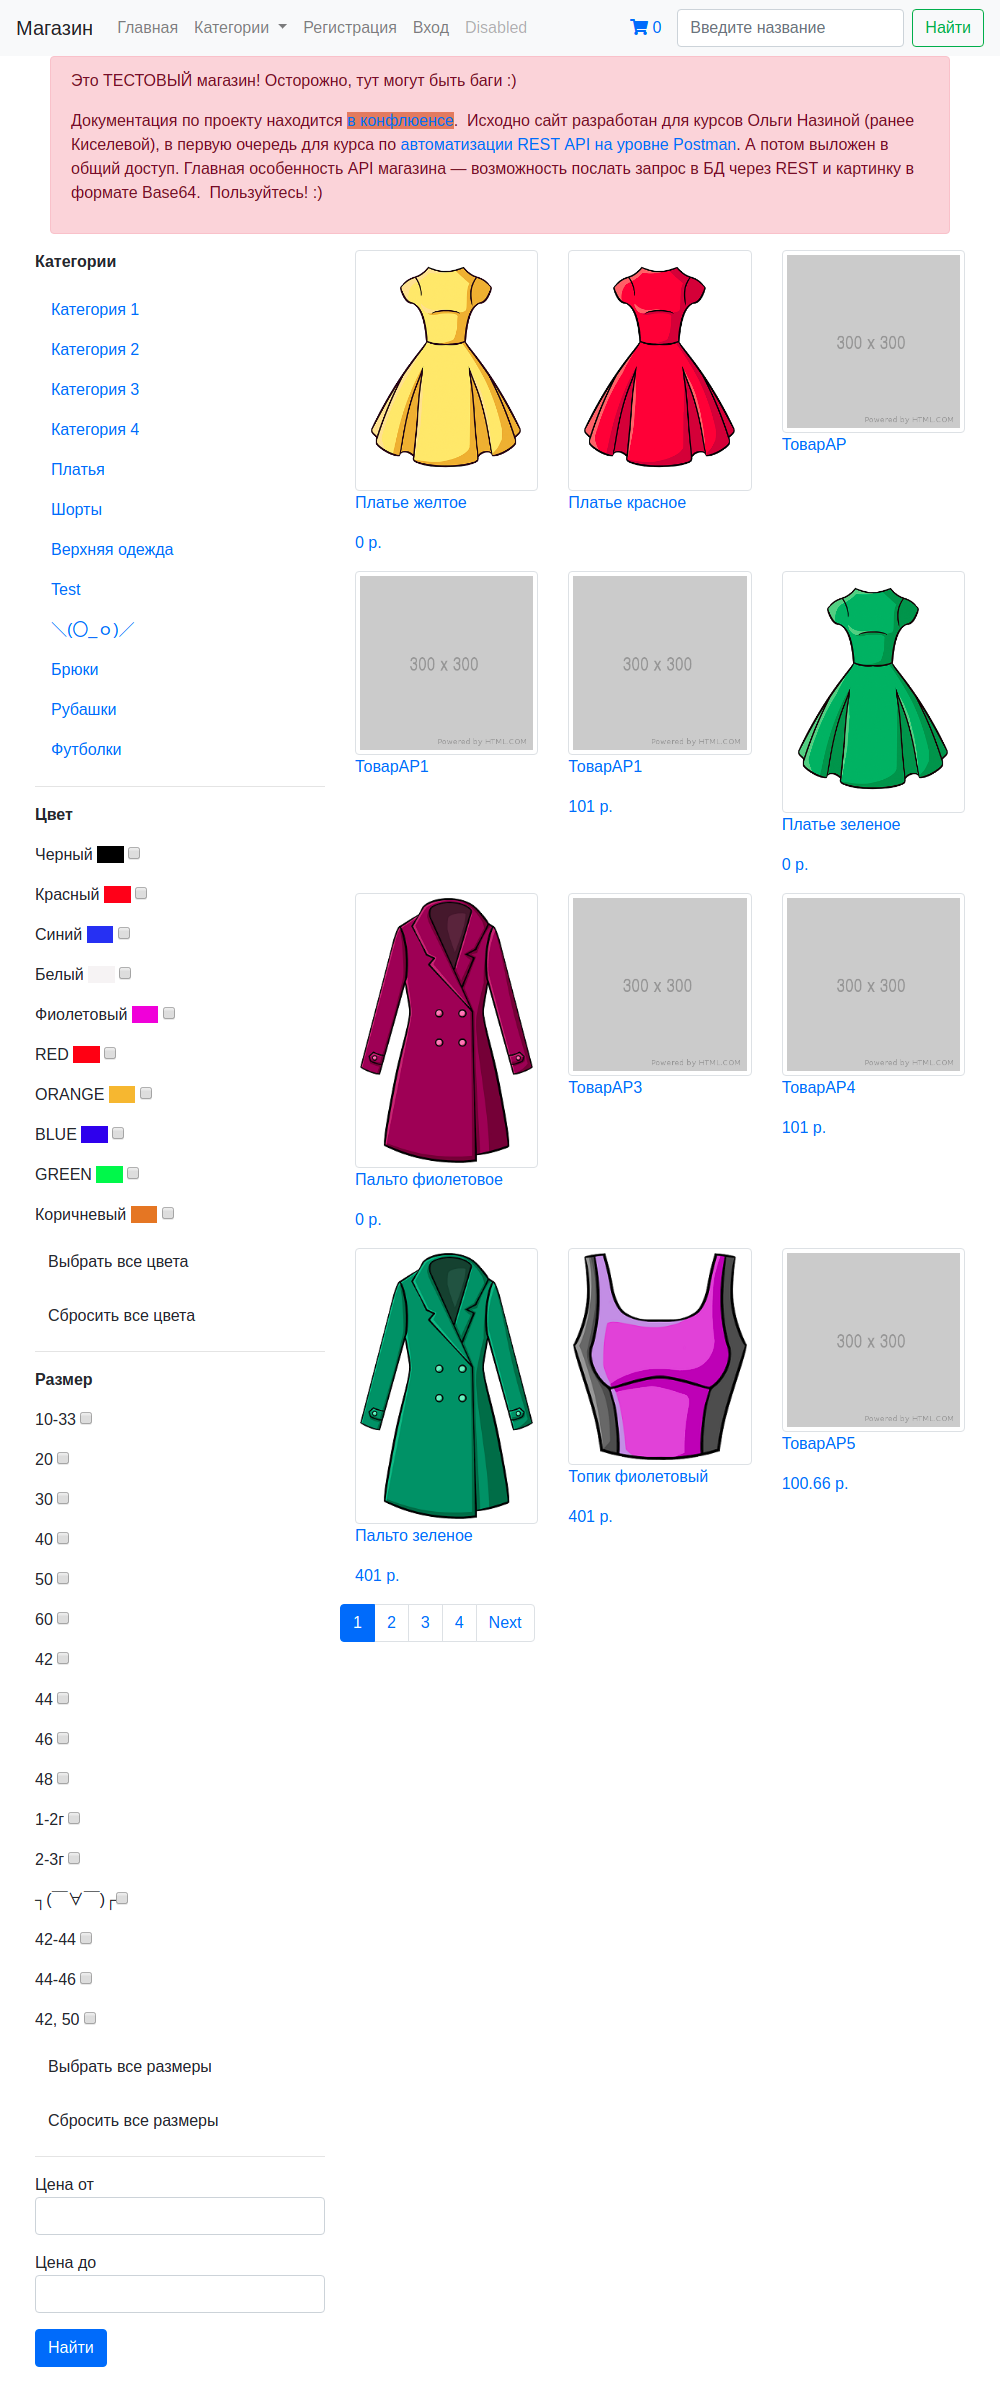 Магазин Главная Категории Регистрация Вход Disabled 0 Введите название Найти
Это ТЕСТОВЫЙ магазин! Осторожно, тут могут быть баги :)
Документация по проекту находится в конфлюенсе. Исходно сайт разработан для курсов Ольги Назиной (ранее
Киселевой), в первую очередь для курса по автоматизации REST API на уровне Postman. А потом выложен в
общий доступ. Главная особенность API магазина — возможность послать запрос в БД через REST и картинку в
формате Base64. Пользуйтесь! :)
Категории
Категория 1
Категория 2
Категория 3
Категория 4
Платья
Шорты
Верхняя одежда
Test
＼(〇_ｏ)／
Брюки
Рубашки
Футболки
Цвет
Черный
Красный
Синий
Белый
Фиолетовый
RED
ORANGE
BLUE
GREEN
Коричневый
Выбрать все цвета
Сбросить все цвета
Размер
10-33
20
30
40
50
60
42
44
46
48
1-2г
2-3г
┐(￣∀￣)┌
42-44
44-46
42, 50
Выбрать все размеры
Сбросить все размеры
Цена от
Цена до
Найти
Платье желтое
0 р.
Платье красное
300 x 300
Powered by HTML.COM
ТоварAP
300 x 300
Powered by HTML.COM
ТоварAP1
300 x 300
Powered by HTML.COM
ТоварAP1
101 р.
Платье зеленое
0 р.
Пальто фиолетовое
0 р.
300 x 300
Powered by HTML.COM
ТоварAP3
300 x 300
Powered by HTML.COM
ТоварAP4
101 р.
Пальто зеленое
401 р.
Топик фиолетовый
401 р.
300 x 300
Powered by HTML.COM
ТоварAP5
100.66 р.
1 2 3 4 Next